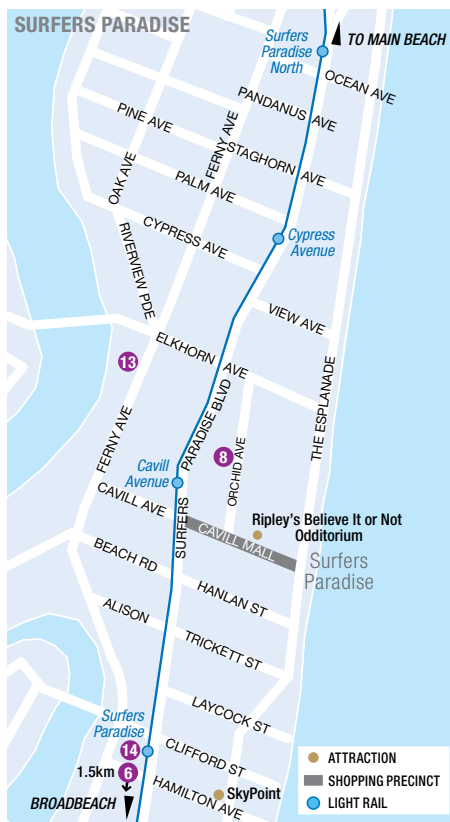 SURFERS PARADISE
Surfers
Paradise
North
TO MAIN BEACH
OCEAN AVE
PANDANUS AVE
PINE AVE
FERNY AVE
STAGHORN AVE
OAK AVE
PALM AVE
CYPRESS AVE
Cypress
Avenue
RIVERVIEW PDE
VIEW AVE
ELKHORN AVE
13
THE ESPLANADE
PARADISE BLVD
FERNY AVE
8
ORCHID AVE
Cavill
Avenue
CAVILL AVE
SURFERS
Ripley's Believe It or Not
Odditorium
CAVILL MALL
Surfers
Paradise
BEACH RD
HANLAN ST
ALISON
TRICKETT ST
LAYCOCK ST
Surfers
Paradise
14
CLIFFORD ST
1.5km
6
HAMILTON AVE
SkyPoint
BROADBEACH
ATTRACTION
SHOPPING PRECINCT
LIGHT RAIL